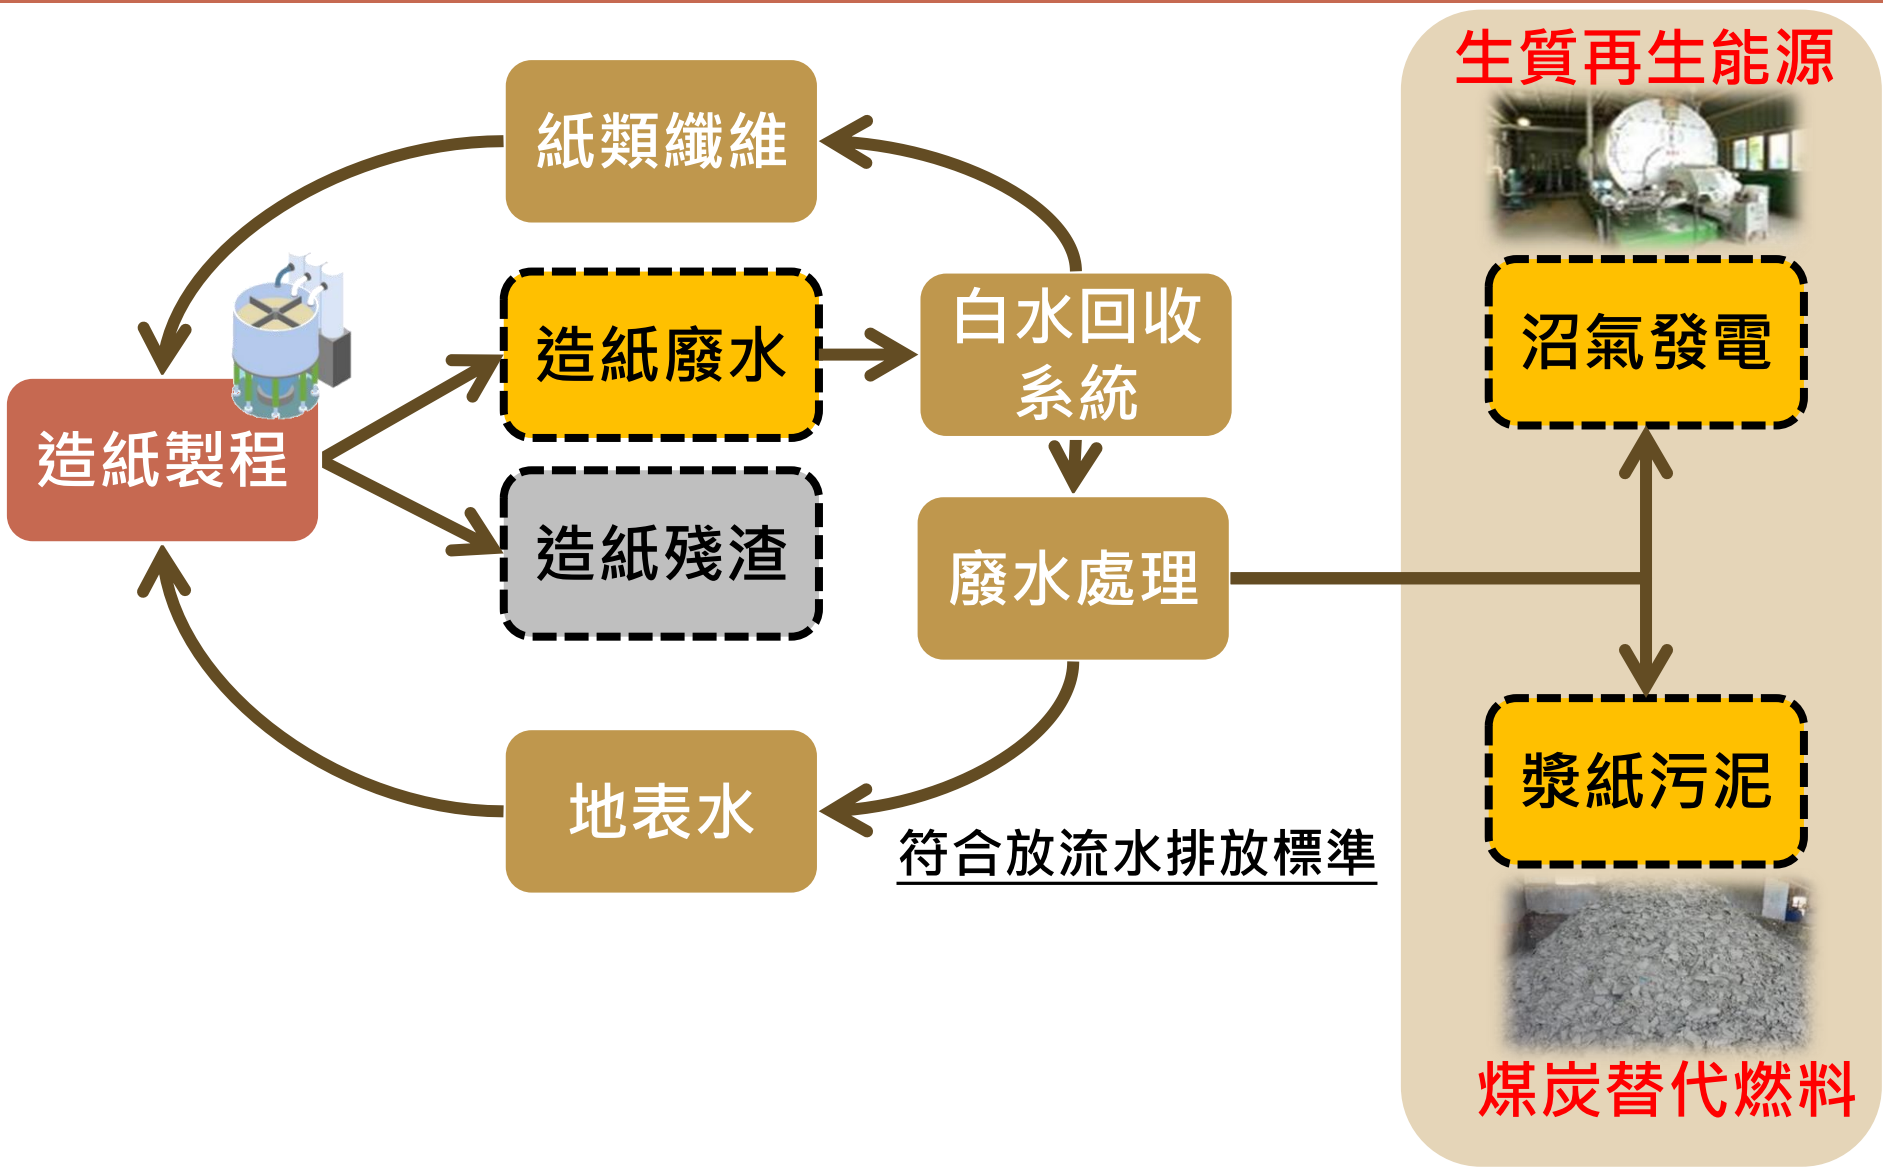 生質再生能源
紙類纖維
造紙廢水
白水回收
系統
沼氣發電
造紙製程
造紙殘渣
廢水處理
地表水
漿紙污泥
符合放流水排放標準
煤炭替代燃料